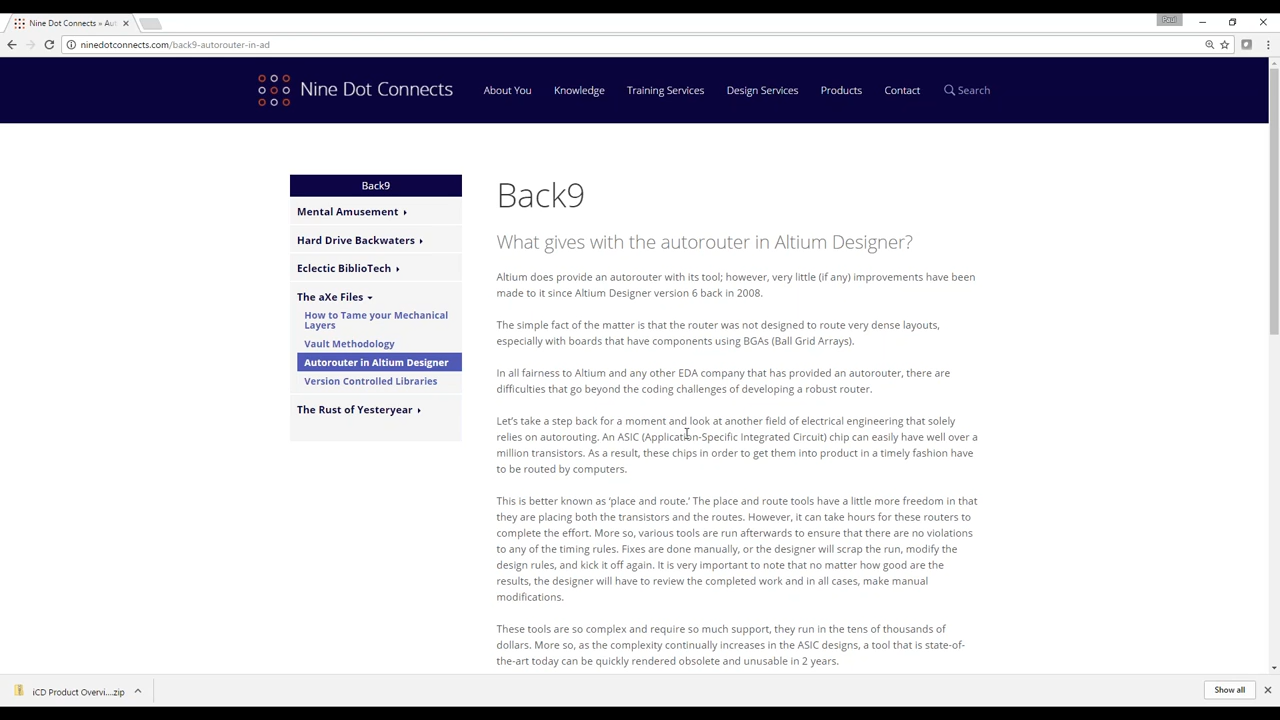 Nine Dot Connects » Aut
Paul
ninedotconnects.com/back9-autorouter-in-ad
Nine Dot Connects
About You
Knowledge
Training Services
Design Services
Products
Contact
Search
Back9
Mental Amusement
Hard Drive Backwaters
Eclectic BiblioTech
The aXe Files
How to Tame your Mechanical
Layers
Vault Methodology
Autorouter in Altium Designer
Version Controlled Libraries
The Rust of Yesteryear
Back9
What gives with the autorouter in Altium Designer?
Altium does provide an autorouter with its tool; however, very little (if any) improvements have been
made to it since Altium Designer version 6 back in 2008.
The simple fact of the matter is that the router was not designed to route very dense layouts,
especially with boards that have components using BGAs (Ball Grid Arrays).
In all fairness to Altium and any other EDA company that has provided an autorouter, there are
difficulties that go beyond the coding challenges of developing a robust router.
Let's take a step back for a moment and look at another field of electrical engineering that solely
relies on autorouting. An ASIC (Application-Specific Integrated Circuit) chip can easily have well over a
million transistors. As a result, these chips in order to get them into product in a timely fashion have
to be routed by computers.
This is better known as 'place and route.' The place and route tools have a little more freedom in that
they are placing both the transistors and the routes. However, it can take hours for these routers to
complete the effort. More so, various tools are run afterwards to ensure that there are no violations
to any of the timing rules. Fixes are done manually, or the designer will scrap the run, modify the
design rules, and kick it off again. It is very important to note that no matter how good are the
results, the designer will have to review the completed work and in all cases, make manual
modifications.
These tools are so complex and require so much support, they run in the tens of thousands of
dollars. More so, as the complexity continually increases in the ASIC designs, a tool that is state-of-
the-art today can be quickly rendered obsolete and unusable in 2 years.
iCD Product Overvi....zip
Show all